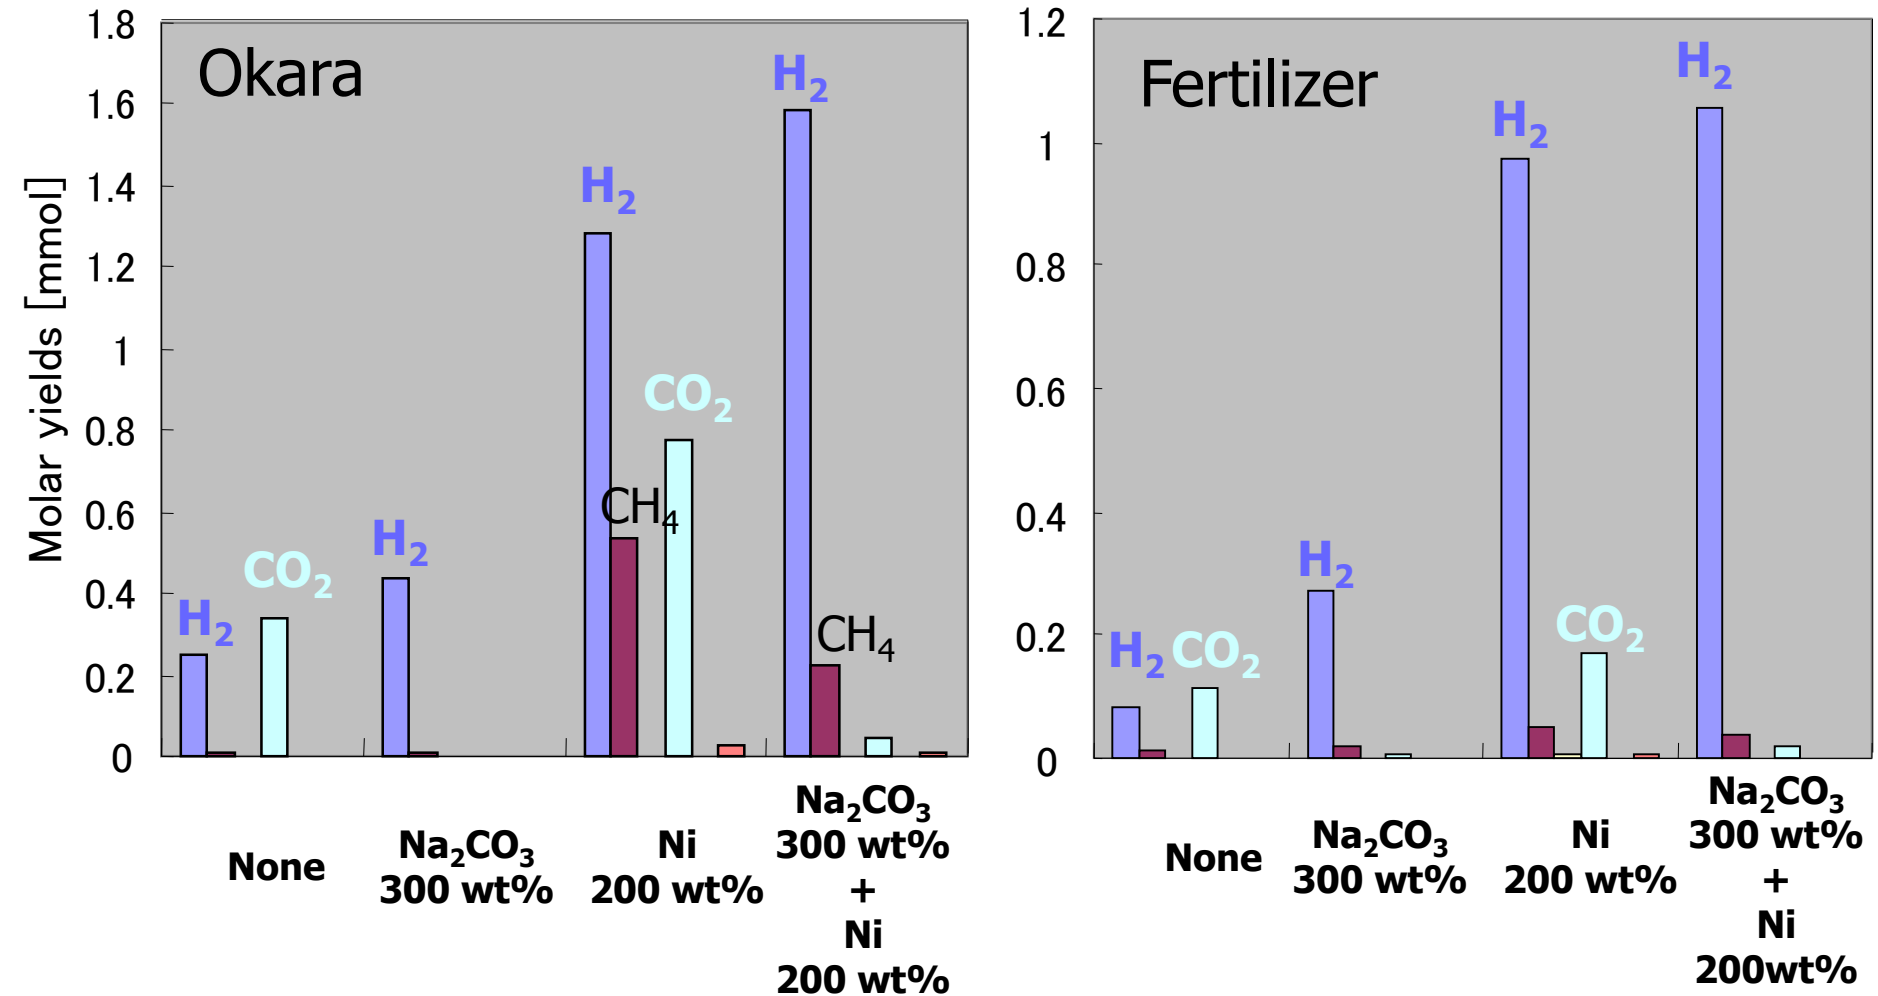 Molar yields [mmol]
1.8
1.6
1.4
1.2
1
0.8
0.6
0.4
0.2
0
Okara
H₂
CO₂
H₂
H₂
CH₄
CO₂
H₂
CH₄
None
Na₂CO₃
300 wt%
Ni
200 wt%
Na₂CO₃
300 wt%
+
Ni
200 wt%
1.2
1
0.8
0.6
0.4
0.2
0
Fertilizer
H₂
CO₂
H₂
H₂
CO₂
H₂
None
Na₂CO₃
300 wt%
Ni
200 wt%
Na₂CO₃
300 wt%
+
Ni
200wt%